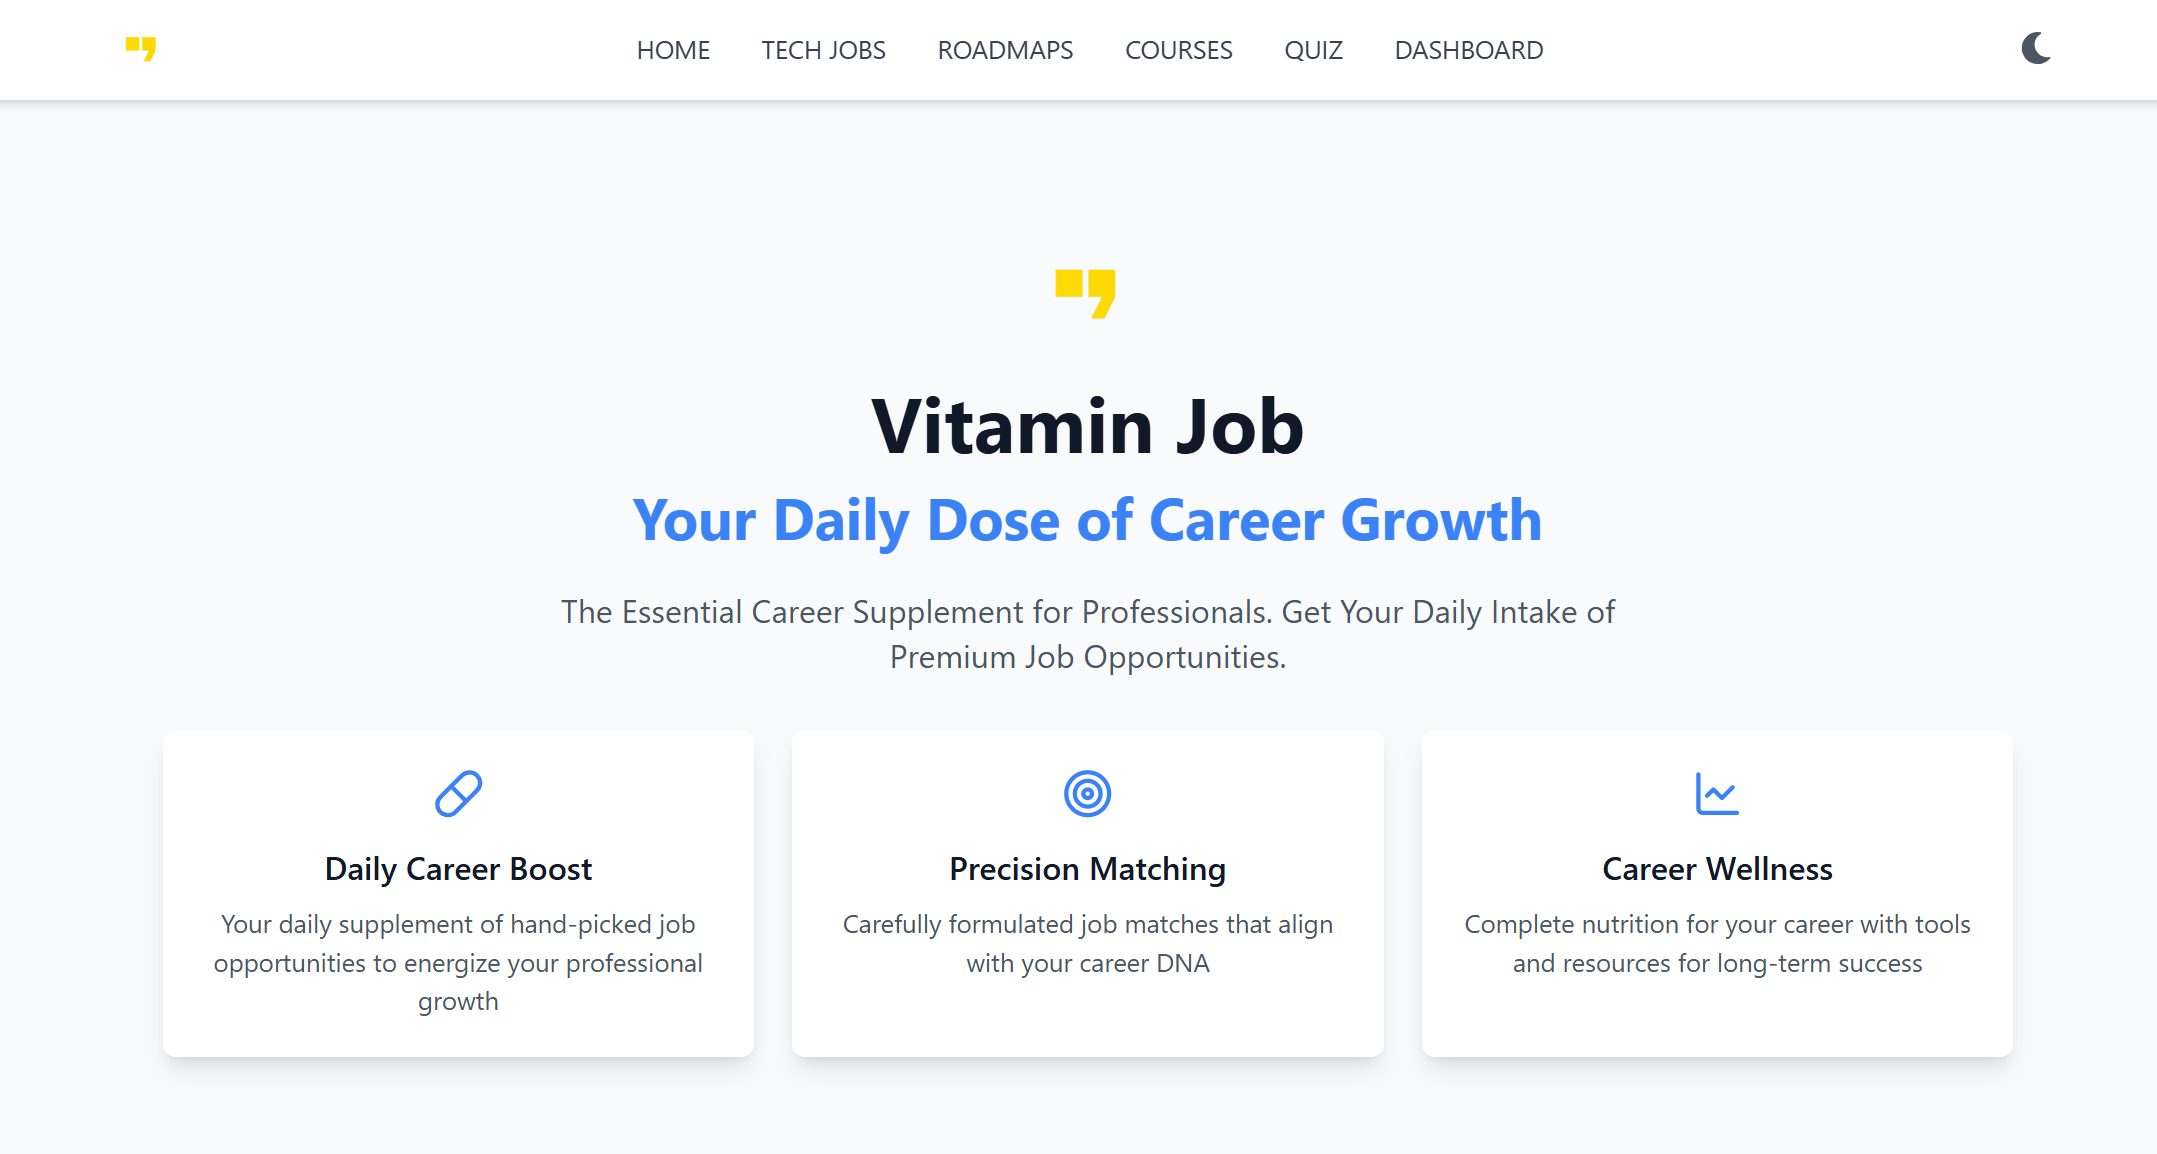 HOME TECH JOBS ROADMAPS COURSES QUIZ DASHBOARD
Vitamin Job
Your Daily Dose of Career Growth
The Essential Career Supplement for Professionals. Get Your Daily Intake of
Premium Job Opportunities.
Daily Career Boost
Your daily supplement of hand-picked job
opportunities to energize your professional
growth
Precision Matching
Carefully formulated job matches that align
with your career DNA
Career Wellness
Complete nutrition for your career with tools
and resources for long-term success